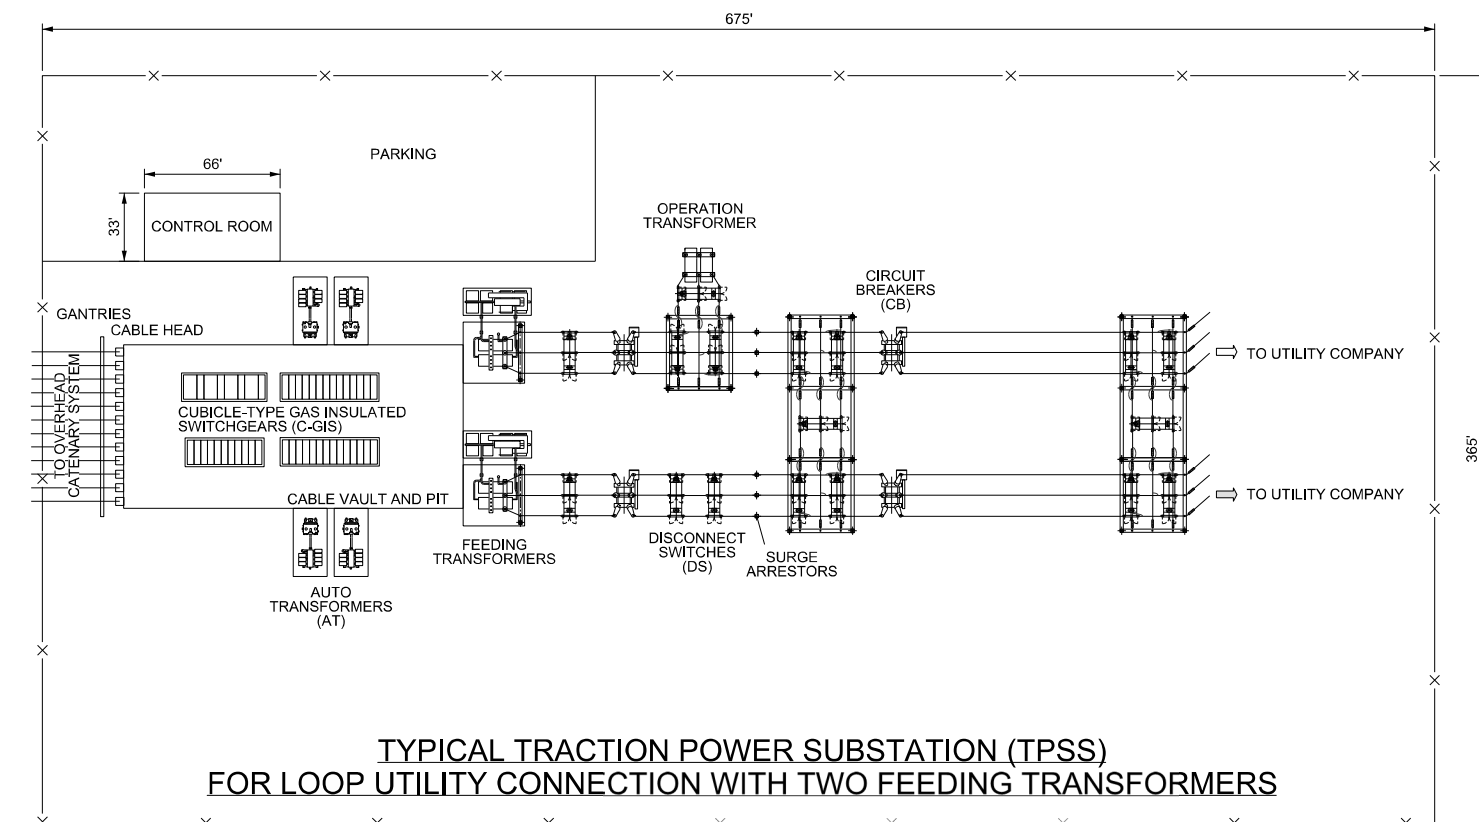 675'
PARKING
66'
33'
CONTROL ROOM
OPERATION
TRANSFORMER
CIRCUIT
BREAKERS
(CB)
GANTRIES
CABLE HEAD
TO UTILITY COMPANY
TO OVERHEAD
CATENARY SYSTEM
CUBICLE-TYPE GAS INSULATED
SWITCHGEARS (C-GIS)
365'
CABLE VAULT AND PIT
TO UTILITY COMPANY
FEEDING
TRANSFORMERS
DISCONNECT
SWITCHES
(DS)
SURGE
ARRESTORS
AUTO
TRANSFORMERS
(AT)
TYPICAL TRACTION POWER SUBSTATION (TPSS)
FOR LOOP UTILITY CONNECTION WITH TWO FEEDING TRANSFORMERS